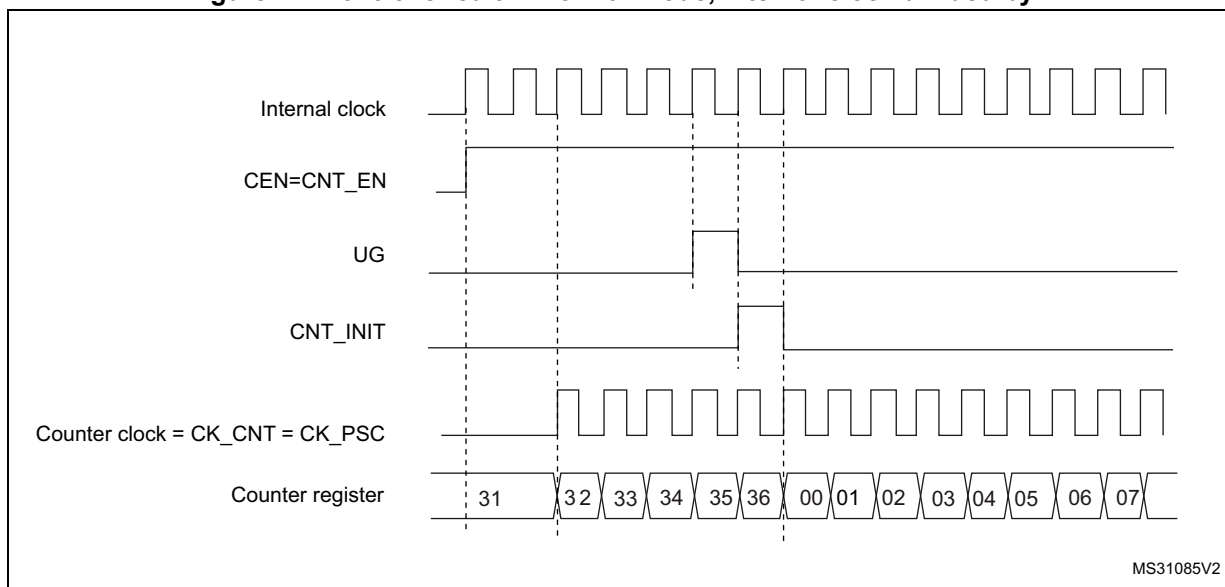 Internal clock
CEN=CNT_EN
UG
CNT_INIT
Counter clock = CK_CNT = CK_PSC
Counter register 31 32 33 34 35 36 00 01 02 03 04 05 06 07
MS31085V2